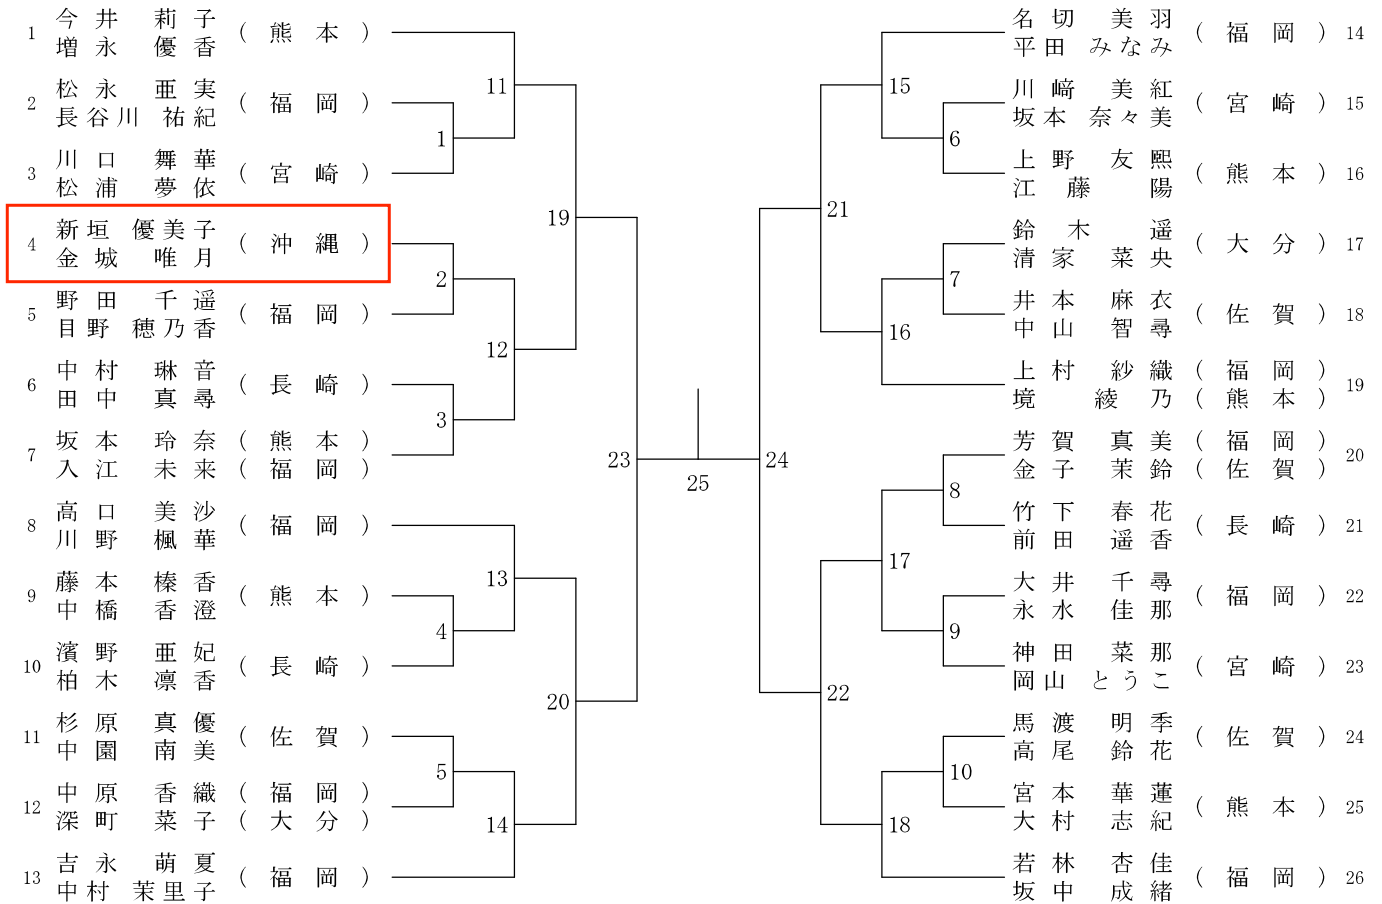 1 今井 莉子 (熊本)
増永 優香
2 松永 亜実 (福岡)
長谷川 祐紀
3 川口 舞華 (宮崎)
松浦 夢依
4 新垣 優美子 (沖縄)
金城 唯月
5 野田 千遥 (福岡)
目野 穂乃香
6 中村 琳音 (長崎)
田中 真尋
7 坂本 玲奈 (熊本)
入江 未来 (福岡)
8 高口 美沙 (福岡)
川野 楓華
9 藤本 榛香 (熊本)
中橋 香澄
10 濱野 亜妃 (長崎)
柏木 凛香
11 杉原 真優 (佐賀)
中園 南美
12 中原 香織 (福岡)
深町 菜子 (大分)
13 吉永 萌夏 (福岡)
中村 茉里子
11
1
19
2
12
3
23
13
4
20
5
14
25
15
6
21
7
16
24
8
17
9
22
10
18
名切 美羽 (福岡) 14
平田 みなみ
川﨑 美紅 (宮崎) 15
坂本 奈々美
上野 友熙 (熊本) 16
江藤 陽
鈴木 遥 (大分) 17
清家 菜央
井本 麻衣 (佐賀) 18
中山 智尋
上村 紗織 (福岡) 19
境 綾乃 (熊本)
芳賀 真美 (福岡) 20
金子 茉鈴 (佐賀)
竹下 春花 (長崎) 21
前田 遥香
大井 千尋 (福岡) 22
永水 佳那
神田 菜那 (宮崎) 23
岡山 とうこ
馬渡 明季 (佐賀) 24
高尾 鈴花
宮本 華蓮 (熊本) 25
大村 志紀
若林 杏佳 (福岡) 26
坂中 成緒